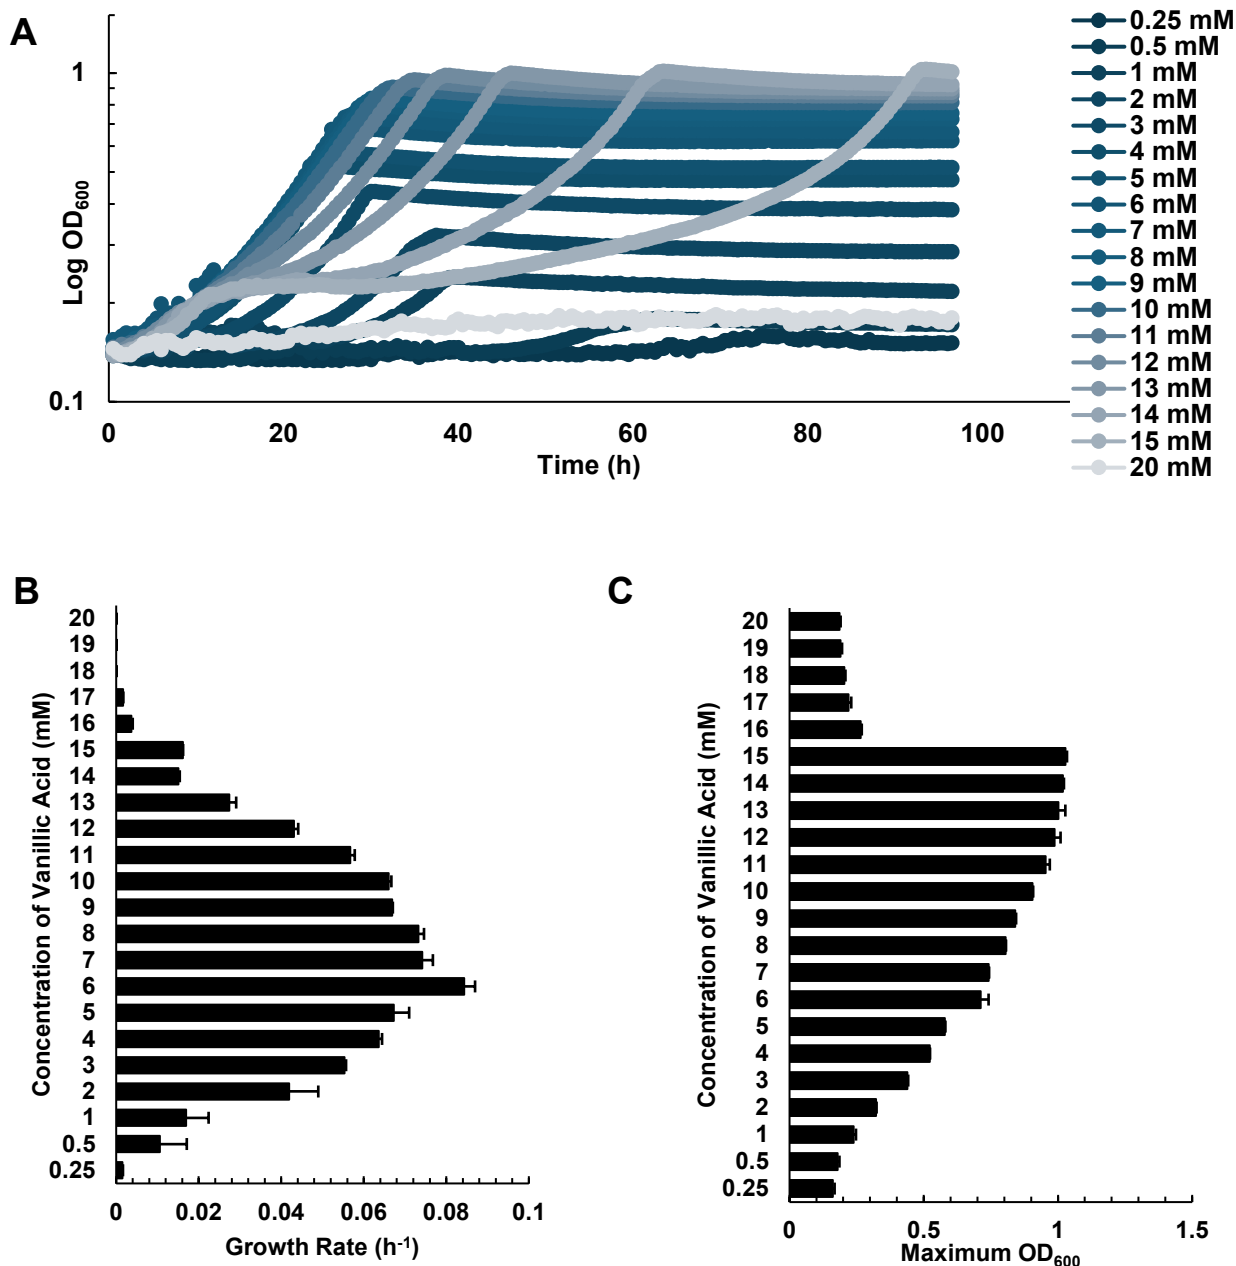 A
Log OD600
1
0.1
0 20 40 60 80 100
Time (h)
0.25 mM
0.5 mM
1 mM
2 mM
3 mM
4 mM
5 mM
6 mM
7 mM
8 mM
9 mM
10 mM
11 mM
12 mM
13 mM
14 mM
15 mM
20 mM
B
Concentration of Vanillic Acid (mM)
20
19
18
17
16
15
14
13
12
11
10
9
8
7
6
5
4
3
2
1
0.5
0.25
0 0.02 0.04 0.06 0.08 0.1
Growth Rate (h-1)
C
Concentration of Vanillic Acid (mM)
20
19
18
17
16
15
14
13
12
11
10
9
8
7
6
5
4
3
2
1
0.5
0.25
0 0.5 1 1.5
Maximum OD600